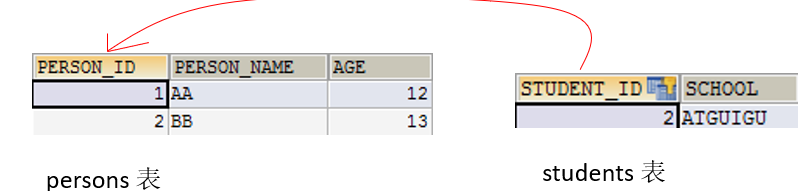 PERSON_ID PERSON_NAME AGE
1 AA 12
2 BB 13
persons 表
STUDENT_ID SCHOOL
2 ATGUIGU
students 表